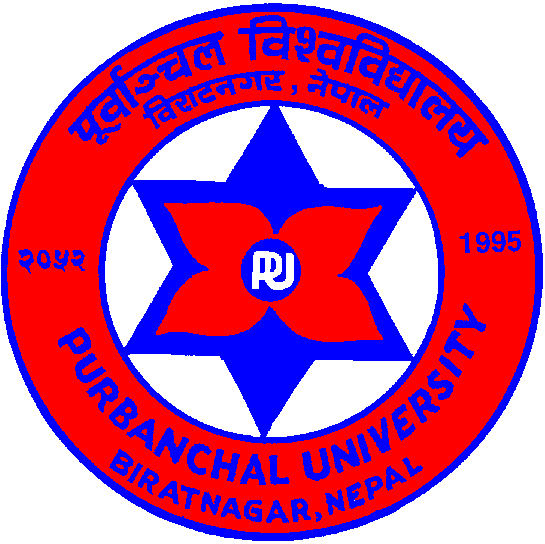 पूर्वाञ्चल विश्वविद्यालय
विराटनगर, नेपाल
२०५२
1995
PU
PURBANCHAL UNIVERSITY
BIRATNAGAR, NEPAL